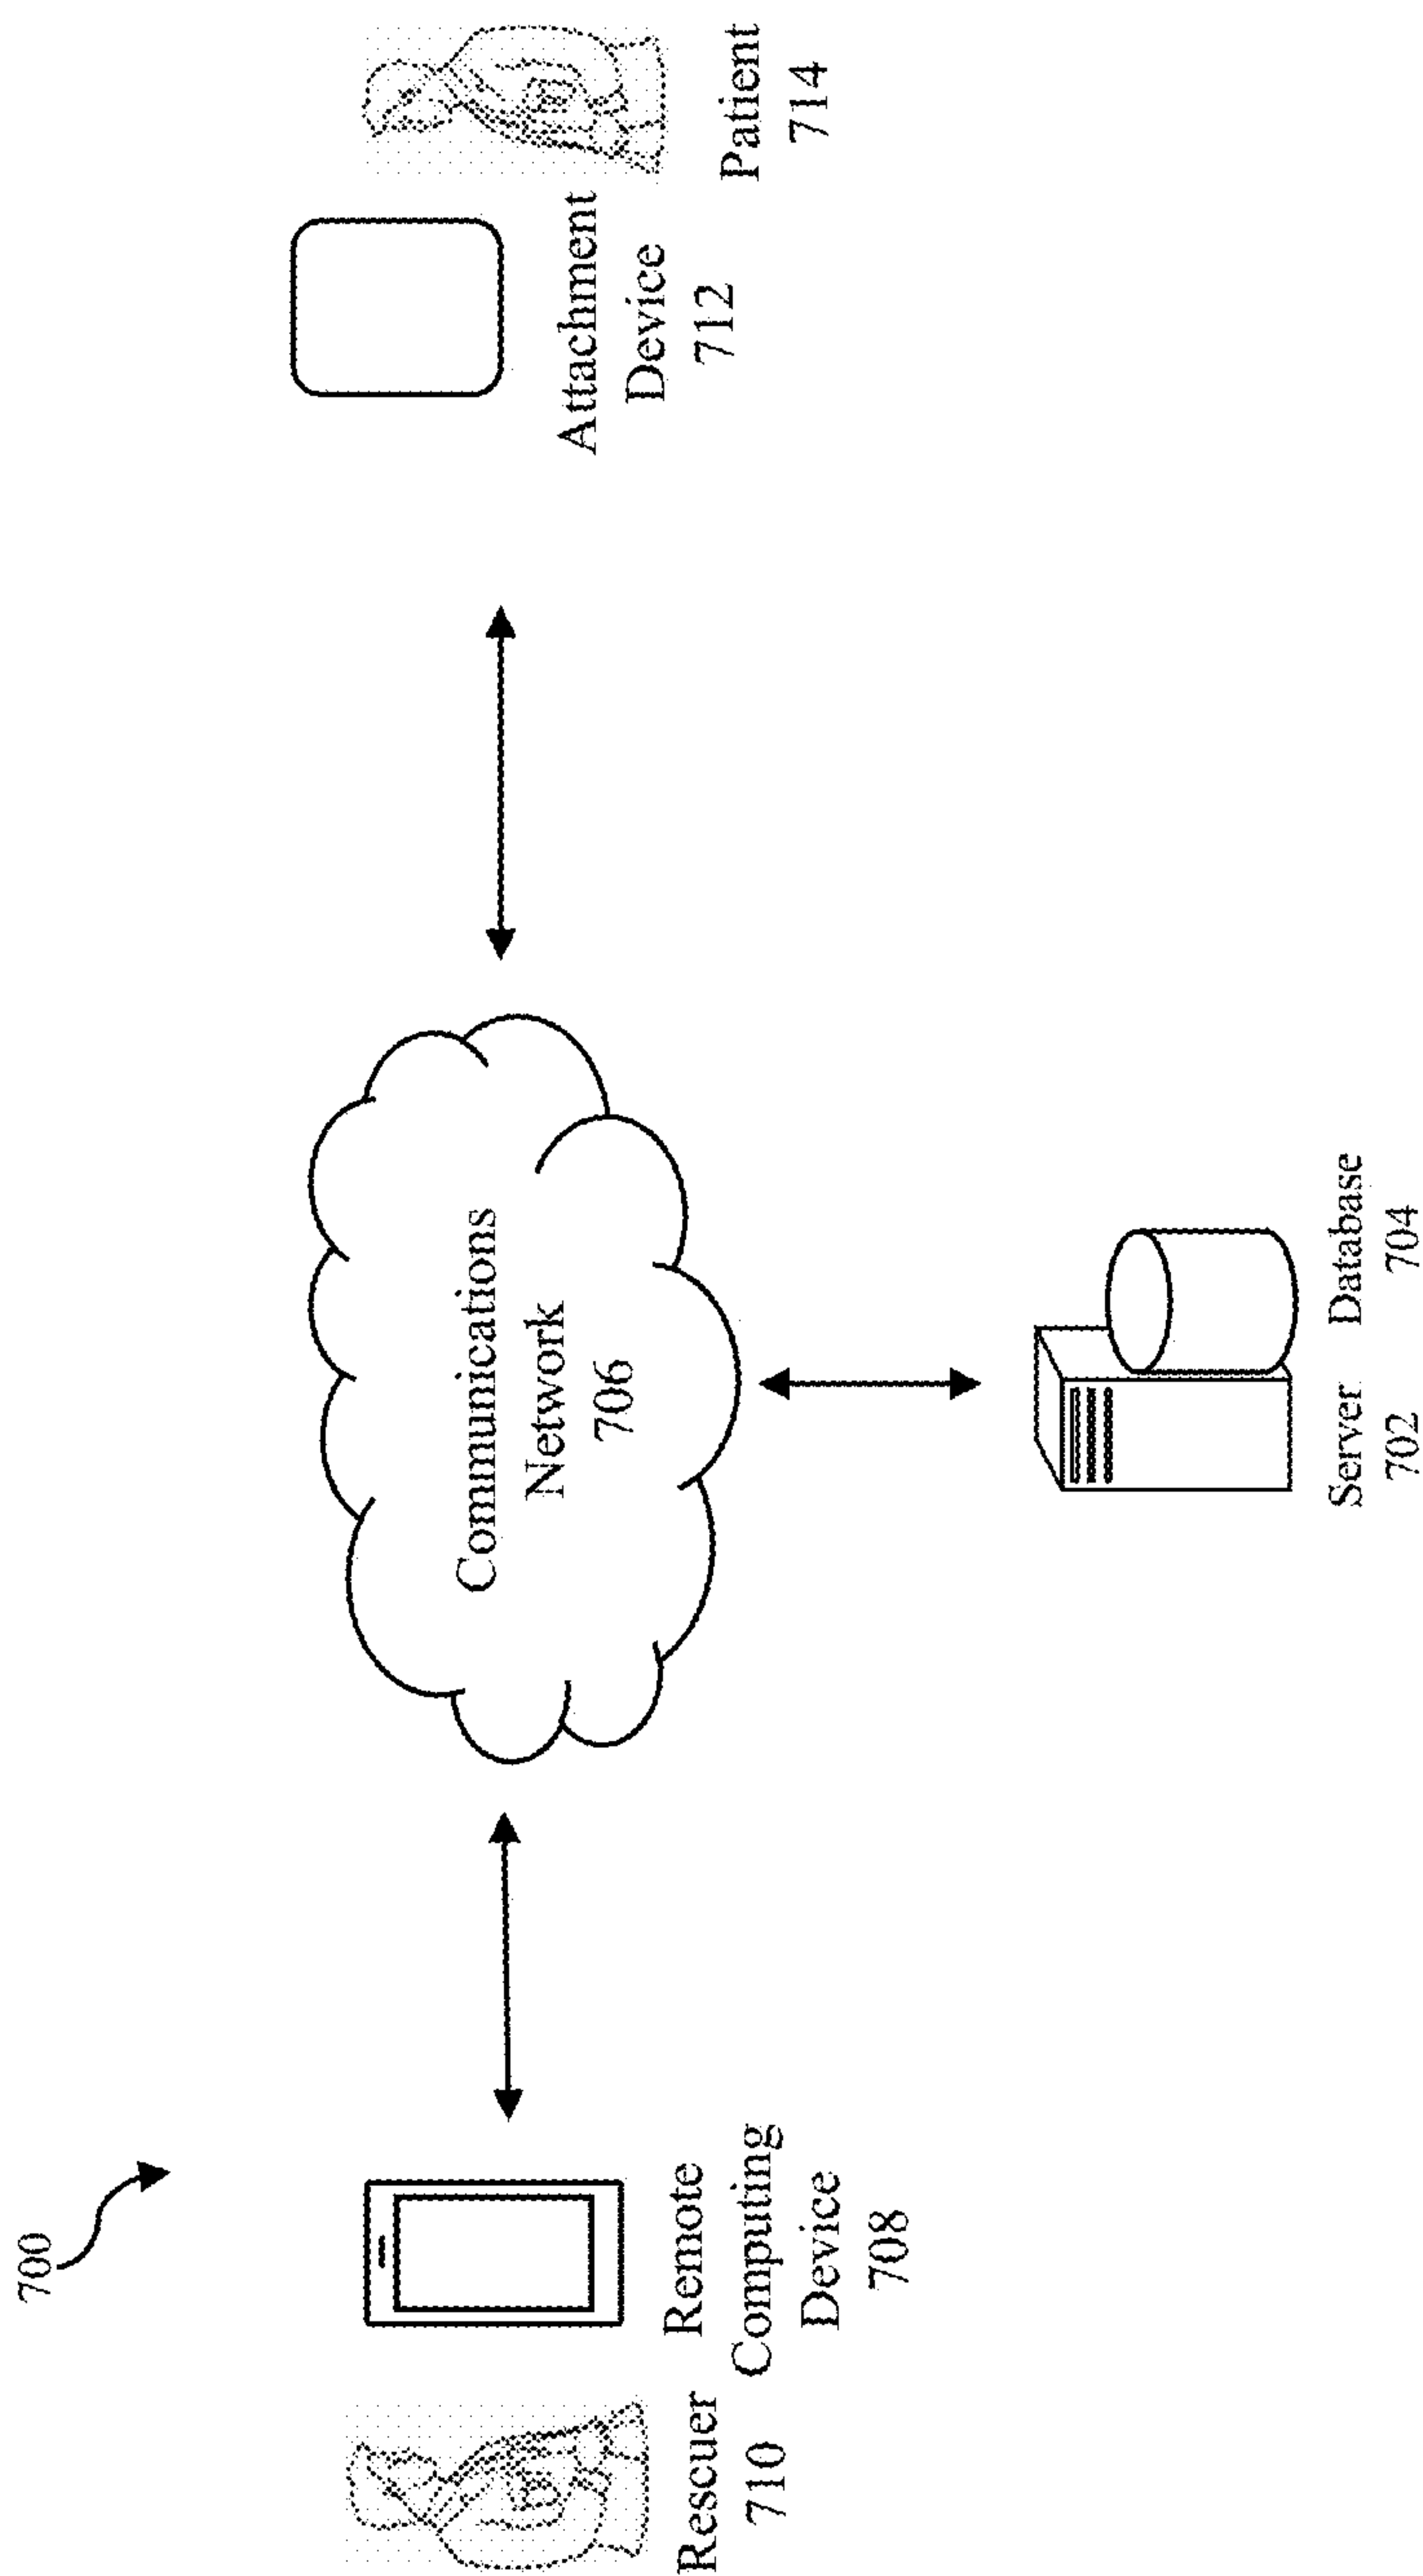 700
Rescuer
710
Remote
Computing
Device
708
Communications
Network
706
Server
702
Database
704
Attachment
Device
712
Patient
714